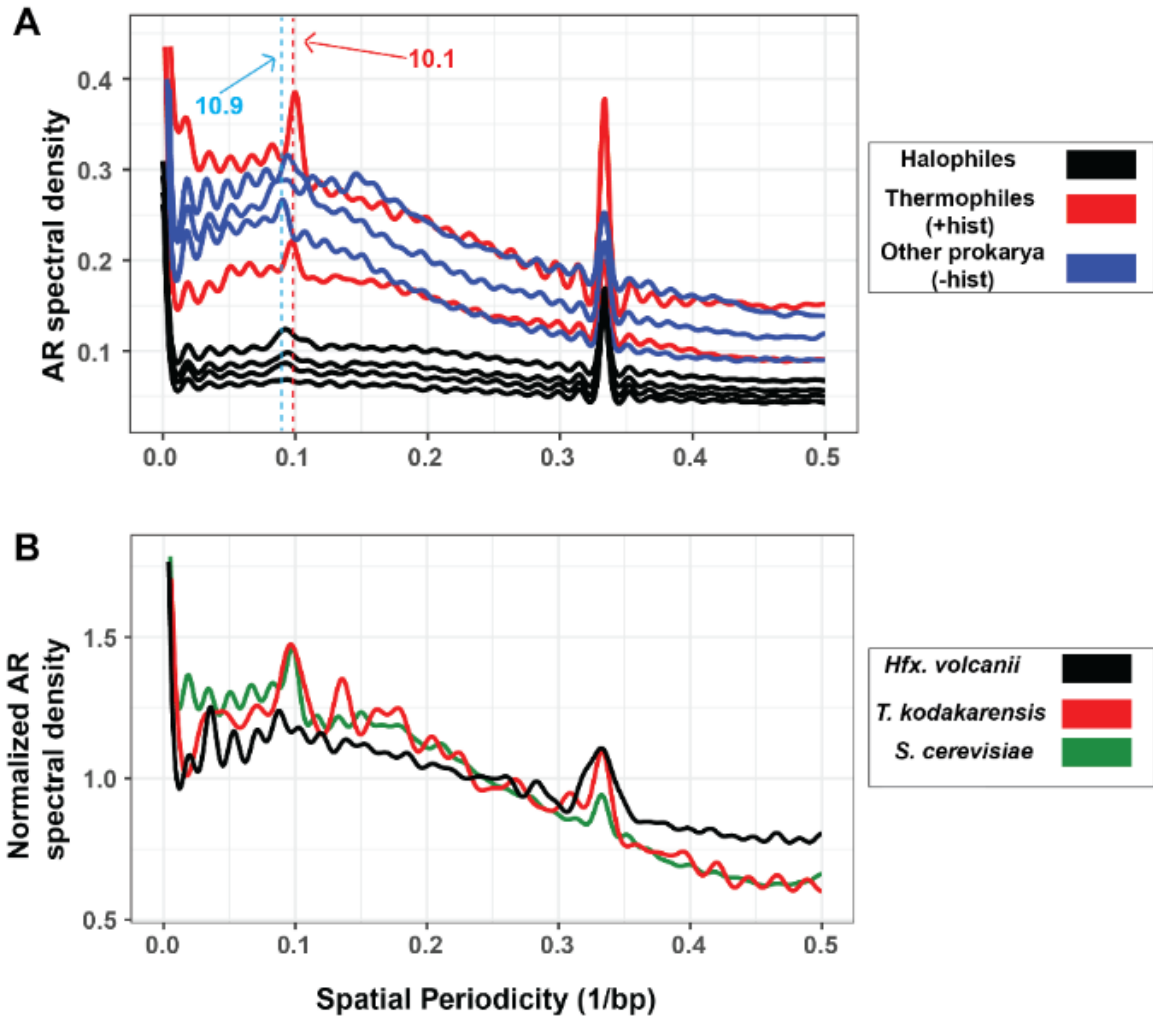 A
AR spectral density
0.4
0.3
0.2
0.1
10.9
10.1
0.0 0.1 0.2 0.3 0.4 0.5
Halophiles
Thermophiles
(+hist)
Other prokarya
(-hist)
B
Normalized AR
spectral density
1.5
1.0
0.5
0.0 0.1 0.2 0.3 0.4 0.5
Spatial Periodicity (1/bp)
Hfx. volcanii
T. kodakarensis
S. cerevisiae